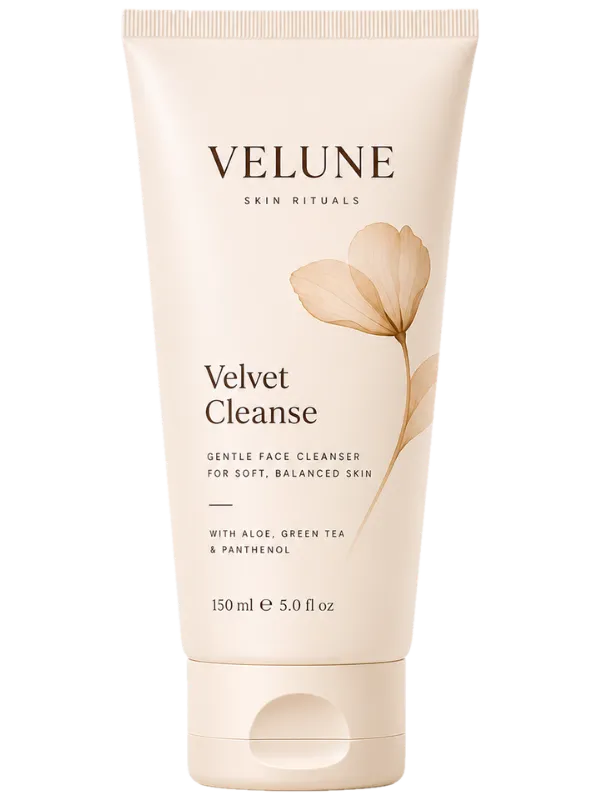 VELUNE
SKIN RITUALS
Velvet
Cleanse
GENTLE FACE CLEANSER
FOR SOFT, BALANCED SKIN
WITH ALOE, GREEN TEA
& PANTHENOL
150 ml ℮ 5.0 fl oz